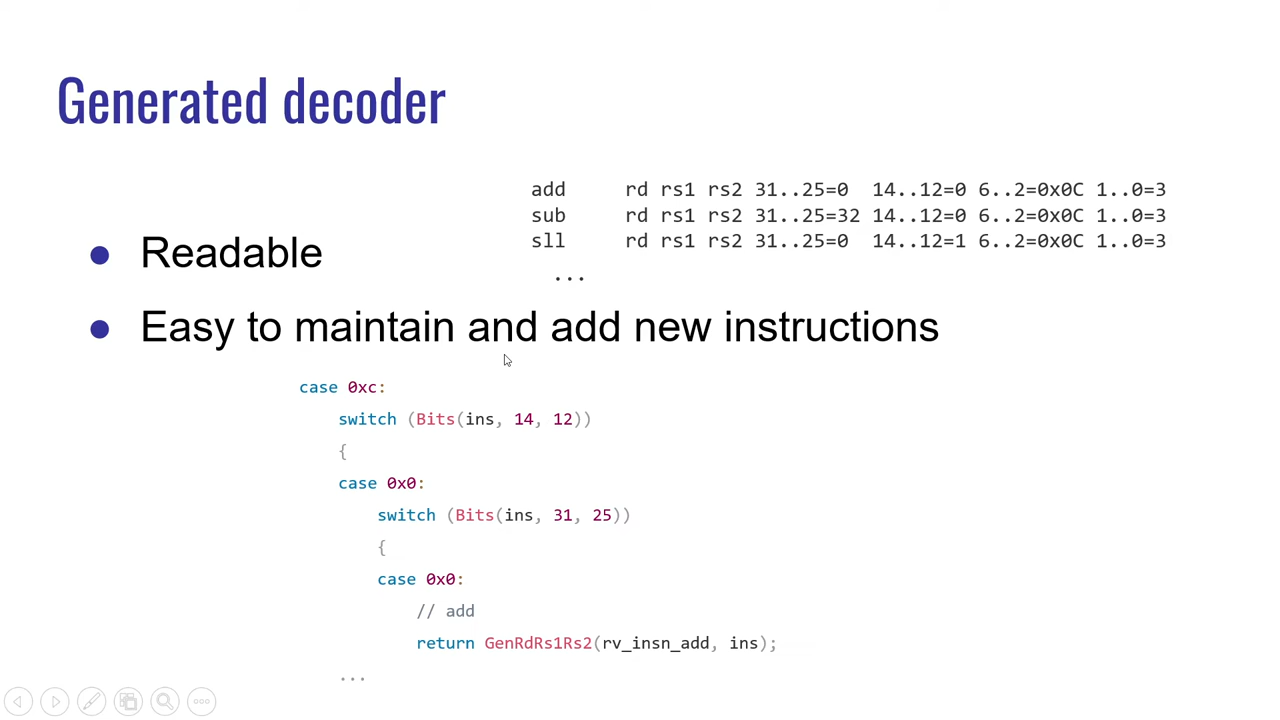 Generated decoder
add rd rs1 rs2 31..25=0 14..12=0 6..2=0x0C 1..0=3
sub rd rs1 rs2 31..25=32 14..12=0 6..2=0x0C 1..0=3
sll rd rs1 rs2 31..25=0 14..12=1 6..2=0x0C 1..0=3
...
● Readable
● Easy to maintain and add new instructions
case 0xc:
switch (Bits(ins, 14, 12))
{
case 0x0:
switch (Bits(ins, 31, 25))
{
case 0x0:
// add
return GenRdRs1Rs2(rv_insn_add, ins);
...